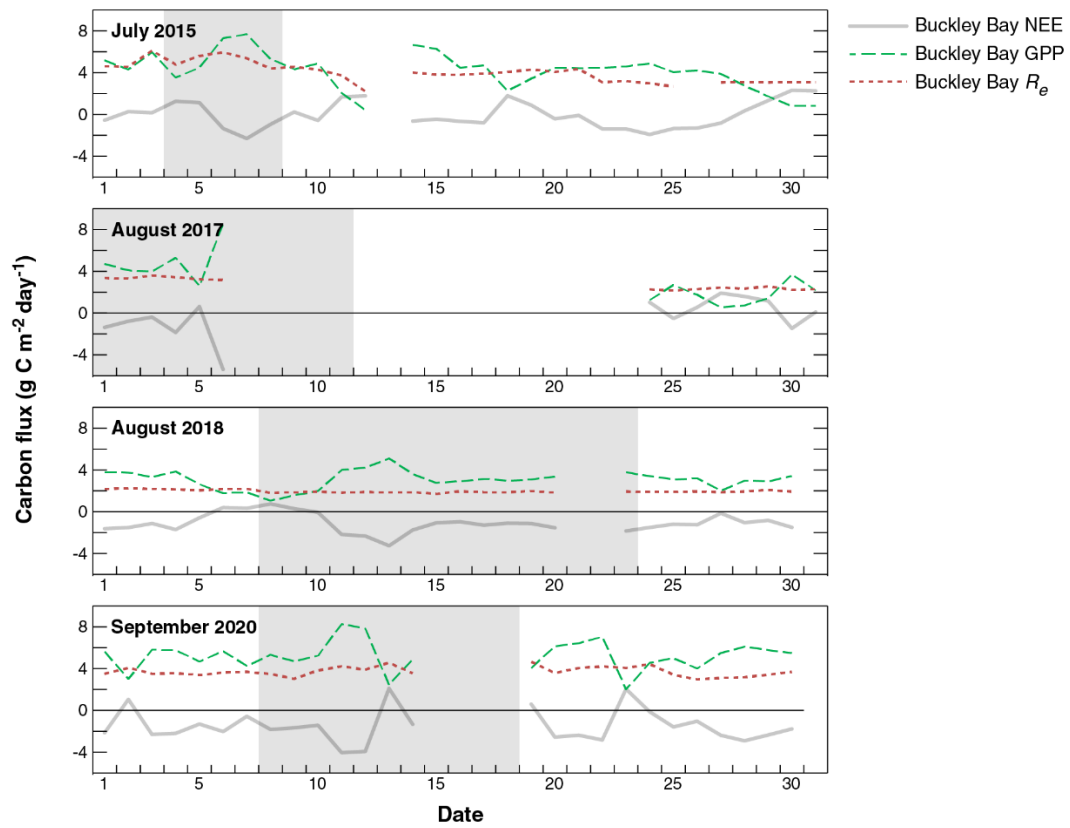 July 2015
Buckley Bay NEE
Buckley Bay GPP
Buckley Bay Re
8
4
0
-4
1 5 10 15 20 25 30
August 2017
8
4
0
-4
1 5 10 15 20 25 30
August 2018
8
4
0
-4
1 5 10 15 20 25 30
September 2020
8
4
0
-4
1 5 10 15 20 25 30
Carbon flux (g C m-2 day-1)
Date